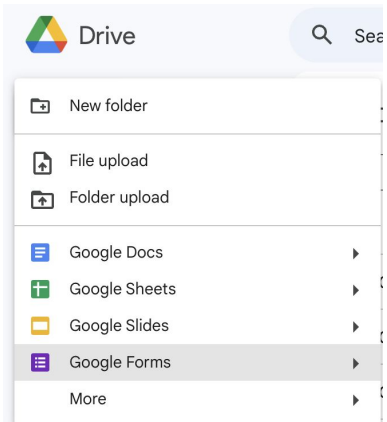 Drive
Sea
New folder
File upload
Folder upload
Google Docs
Google Sheets
Google Slides
Google Forms
More